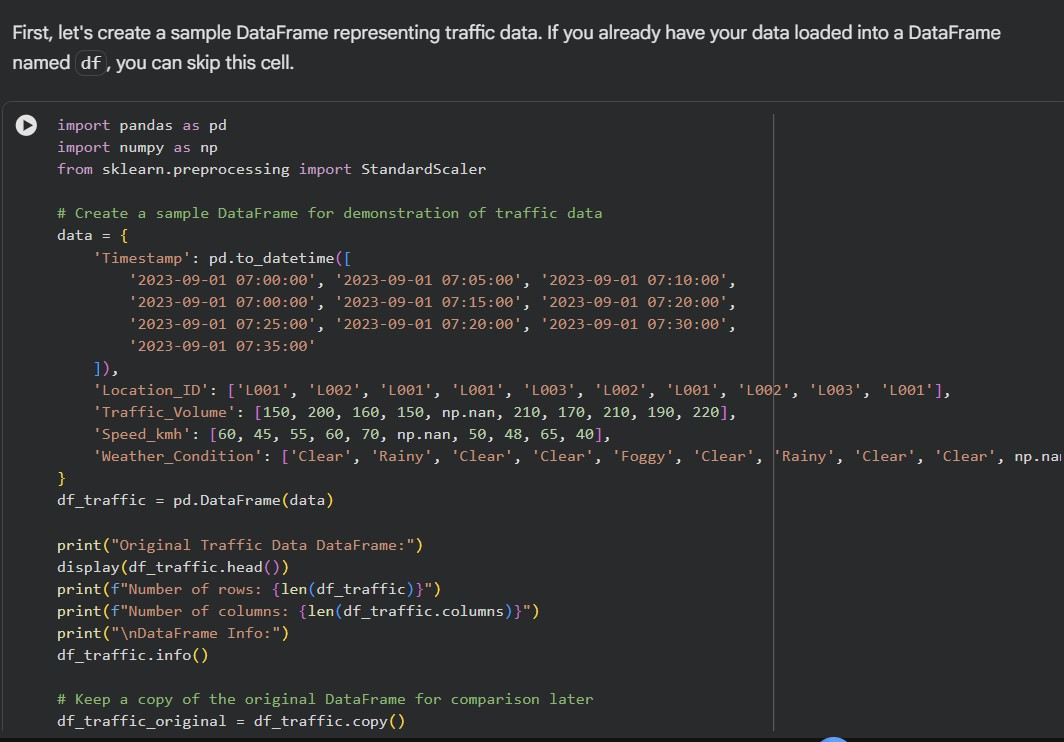 First, let's create a sample DataFrame representing traffic data. If you already have your data loaded into a DataFrame
named df, you can skip this cell.
import pandas as pd
import numpy as np
from sklearn.preprocessing import StandardScaler
# Create a sample DataFrame for demonstration of traffic data
data = {
    'Timestamp': pd.to_datetime([
        '2023-09-01 07:00:00', '2023-09-01 07:05:00', '2023-09-01 07:10:00',
        '2023-09-01 07:00:00', '2023-09-01 07:15:00', '2023-09-01 07:20:00',
        '2023-09-01 07:25:00', '2023-09-01 07:20:00', '2023-09-01 07:30:00',
        '2023-09-01 07:35:00'
    ]),
    'Location_ID': ['L001', 'L002', 'L001', 'L001', 'L003', 'L002', 'L001', 'L002', 'L003', 'L001'],
    'Traffic_Volume': [150, 200, 160, 150, np.nan, 210, 170, 210, 190, 220],
    'Speed_kmh': [60, 45, 55, 60, 70, np.nan, 50, 48, 65, 40],
    'Weather_Condition': ['Clear', 'Rainy', 'Clear', 'Clear', 'Foggy', 'Clear', 'Rainy', 'Clear', 'Clear', np.na
}
df_traffic = pd.DataFrame(data)
print("Original Traffic Data DataFrame:")
display(df_traffic.head())
print(f"Number of rows: {len(df_traffic)}")
print(f"Number of columns: {len(df_traffic.columns)}")
print("\nDataFrame Info:")
df_traffic.info()
# Keep a copy of the original DataFrame for comparison later
df_traffic_original = df_traffic.copy()